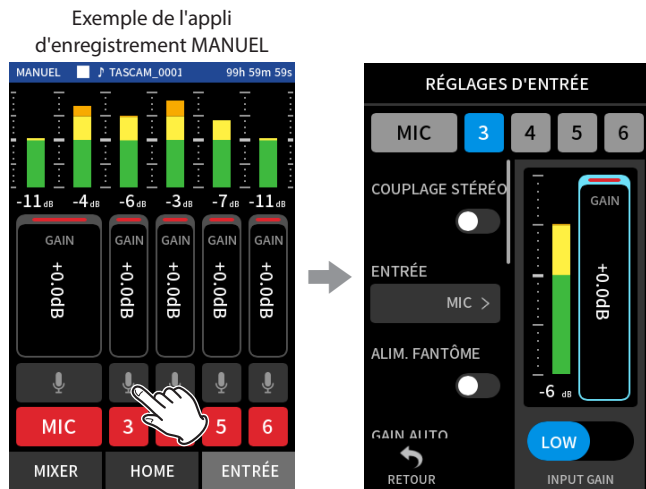 Exemple de l'appli
d'enregistrement MANUEL
MANUEL TASCAM_0001 99h 59m 59s
-11 dB -4 dB -6 dB -3 dB -7 dB -11 dB
GAIN GAIN GAIN GAIN GAIN
+0.0dB +0.0dB +0.0dB +0.0dB +0.0dB
MIC 3 5 6
MIXER HOME ENTRÉE
RÉGLAGES D'ENTRÉE
MIC 3 4 5 6
COUPLAGE STÉRÉO
ENTRÉE
MIC >
ALIM. FANTÔME
GAIN AUTO
RETOUR
GAIN
+0.0dB
-6 dB
LOW
INPUT GAIN